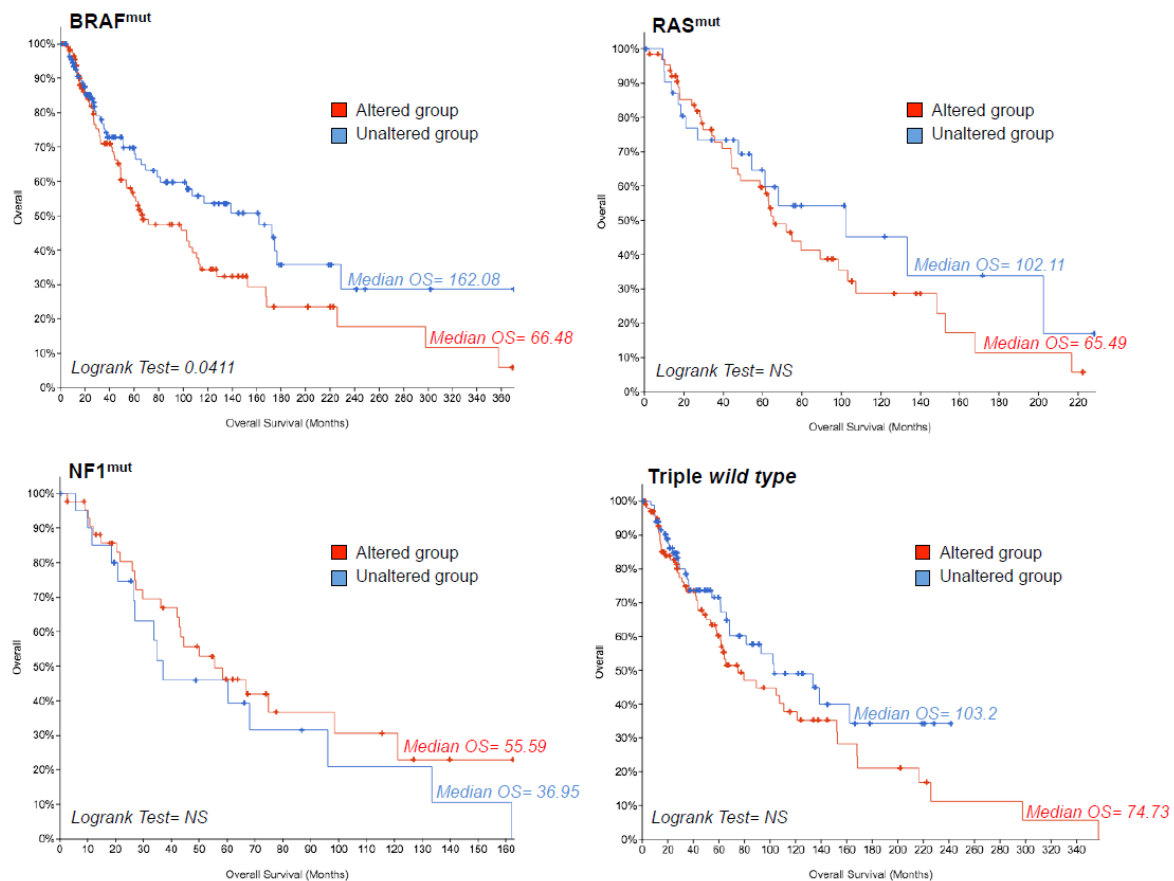 BRAFmut
100%
90%
80%
70%
60%
50%
40%
30%
20%
10%
0%
Overall
Altered group
Unaltered group
Median OS= 162.08
Median OS= 66.48
Logrank Test= 0.0411
0 20 40 60 80 100 120 140 160 180 200 220 240 260 280 300 320 340 360
Overall Survival (Months)
RASmut
100%
90%
80%
70%
60%
50%
40%
30%
20%
10%
0%
Overall
Altered group
Unaltered group
Median OS= 102.11
Median OS= 65.49
Logrank Test= NS
0 20 40 60 80 100 120 140 160 180 200 220
Overall Survival (Months)
NF1mut
100%
90%
80%
70%
60%
50%
40%
30%
20%
10%
0%
Overall
Altered group
Unaltered group
Median OS= 55.59
Median OS= 36.95
Logrank Test= NS
0 10 20 30 40 50 60 70 80 90 100 110 120 130 140 150 160
Overall Survival (Months)
Triple wild type
100%
90%
80%
70%
60%
50%
40%
30%
20%
10%
0%
Overall
Altered group
Unaltered group
Median OS= 103.2
Median OS= 74.73
Logrank Test= NS
0 20 40 60 80 100 120 140 160 180 200 220 240 260 280 300 320 340
Overall Survival (Months)